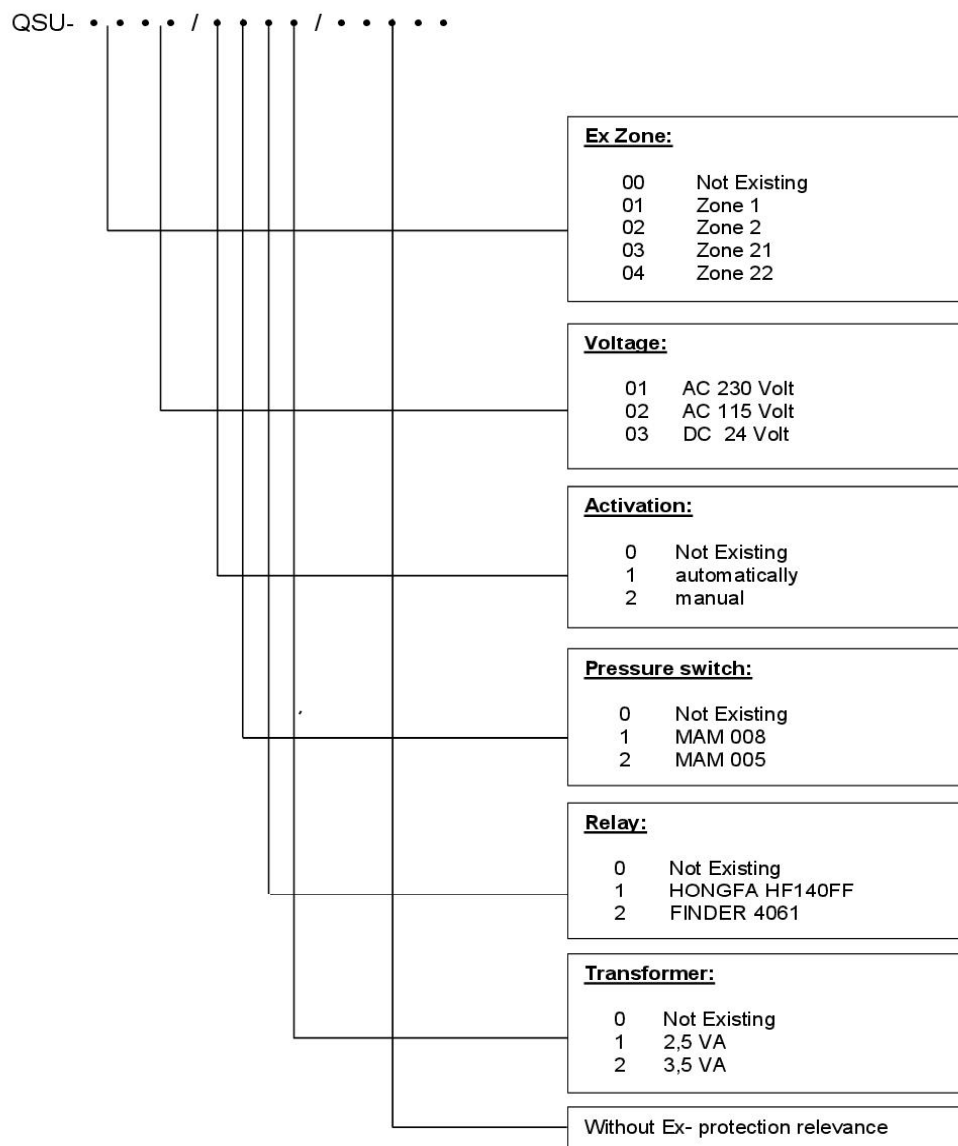 QSU- • • • • / • • • • / • • • • •
Ex Zone:
00 Not Existing
01 Zone 1
02 Zone 2
03 Zone 21
04 Zone 22
Voltage:
01 AC 230 Volt
02 AC 115 Volt
03 DC 24 Volt
Activation:
0 Not Existing
1 automatically
2 manual
Pressure switch:
0 Not Existing
1 MAM 008
2 MAM 005
Relay:
0 Not Existing
1 HONGFA HF140FF
2 FINDER 4061
Transformer:
0 Not Existing
1 2,5 VA
2 3,5 VA
Without Ex- protection relevance